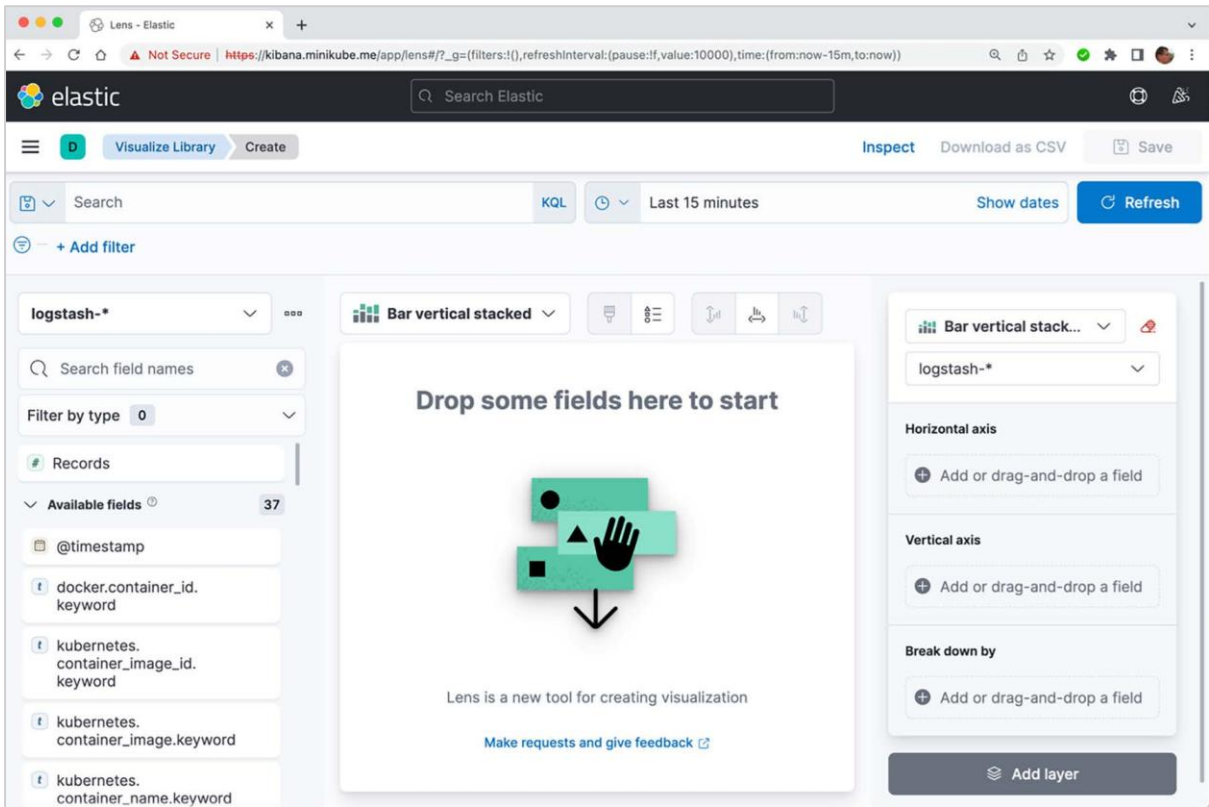 Lens - Elastic
Not Secure | https://kibana.minikube.me/app/lens#/?_g=(filters:!(),refreshInterval:(pause:!f,value:10000),time:(from:now-15m,to:now))
elastic
Search Elastic
D
Visualize Library
Create
Inspect
Download as CSV
Save
Search
KQL
Last 15 minutes
Show dates
Refresh
+ Add filter
logstash-*
Search field names
Filter by type 0
# Records
Available fields 37
@timestamp
t docker.container_id.
keyword
t kubernetes.
container_image_id.
keyword
t kubernetes.
container_image.keyword
t kubernetes.
container_name.keyword
Bar vertical stacked
Drop some fields here to start
Lens is a new tool for creating visualization
Make requests and give feedback
Bar vertical stack...
logstash-*
Horizontal axis
Add or drag-and-drop a field
Vertical axis
Add or drag-and-drop a field
Break down by
Add or drag-and-drop a field
Add layer